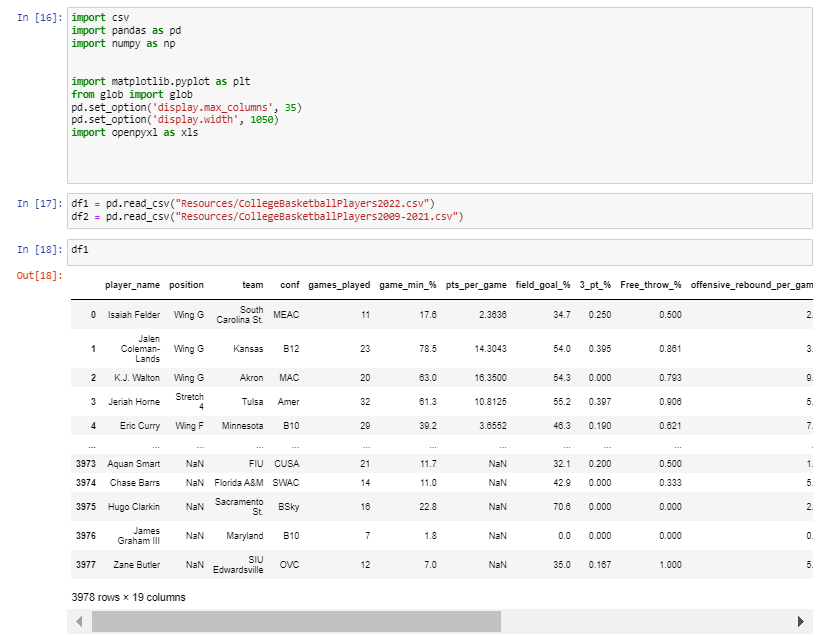 In [16]: import csv
import pandas as pd
import numpy as np
import matplotlib.pyplot as plt
from glob import glob
pd.set_option('display.max_columns', 35)
pd.set_option('display.width', 1050)
import openpyxl as xls
In [17]: df1 = pd.read_csv("Resources/CollegeBasketballPlayers2022.csv")
df2 = pd.read_csv("Resources/CollegeBasketballPlayers2009-2021.csv")
In [18]: df1
Out[18]:
player_name position team conf games_played game_min_% pts_per_game field_goal_% 3_pt_% Free_throw_% offensive_rebound_per_gam
0 Isaiah Felder Wing G South Carolina St. MEAC 11 17.6 2.3636 34.7 0.250 0.500 2.
1 Jalen Coleman-Lands Wing G Kansas B12 23 78.5 14.3043 54.0 0.395 0.861 3.
2 K.J. Walton Wing G Akron MAC 20 63.0 16.3500 54.3 0.000 0.793 9.
3 Jeriah Horne Stretch 4 Tulsa Amer 32 61.3 10.8125 55.2 0.397 0.906 5.
4 Eric Curry Wing F Minnesota B10 29 39.2 3.6552 46.3 0.190 0.621 7.
... ... ... ... ... ... ... ... ... ... ... .
3973 Aquan Smart NaN FIU CUSA 21 11.7 NaN 32.1 0.200 0.500 1.
3974 Chase Barrs NaN Florida A&M SWAC 14 11.0 NaN 42.9 0.000 0.333 5.
3975 Hugo Clarkin NaN Sacramento St. BSky 16 22.8 NaN 70.6 0.000 0.000 2.
3976 James Graham III NaN Maryland B10 7 1.8 NaN 0.0 0.000 0.000 0.
3977 Zane Butler NaN SIU Edwardsville OVC 12 7.0 NaN 35.0 0.167 1.000 5.
3978 rows × 19 columns